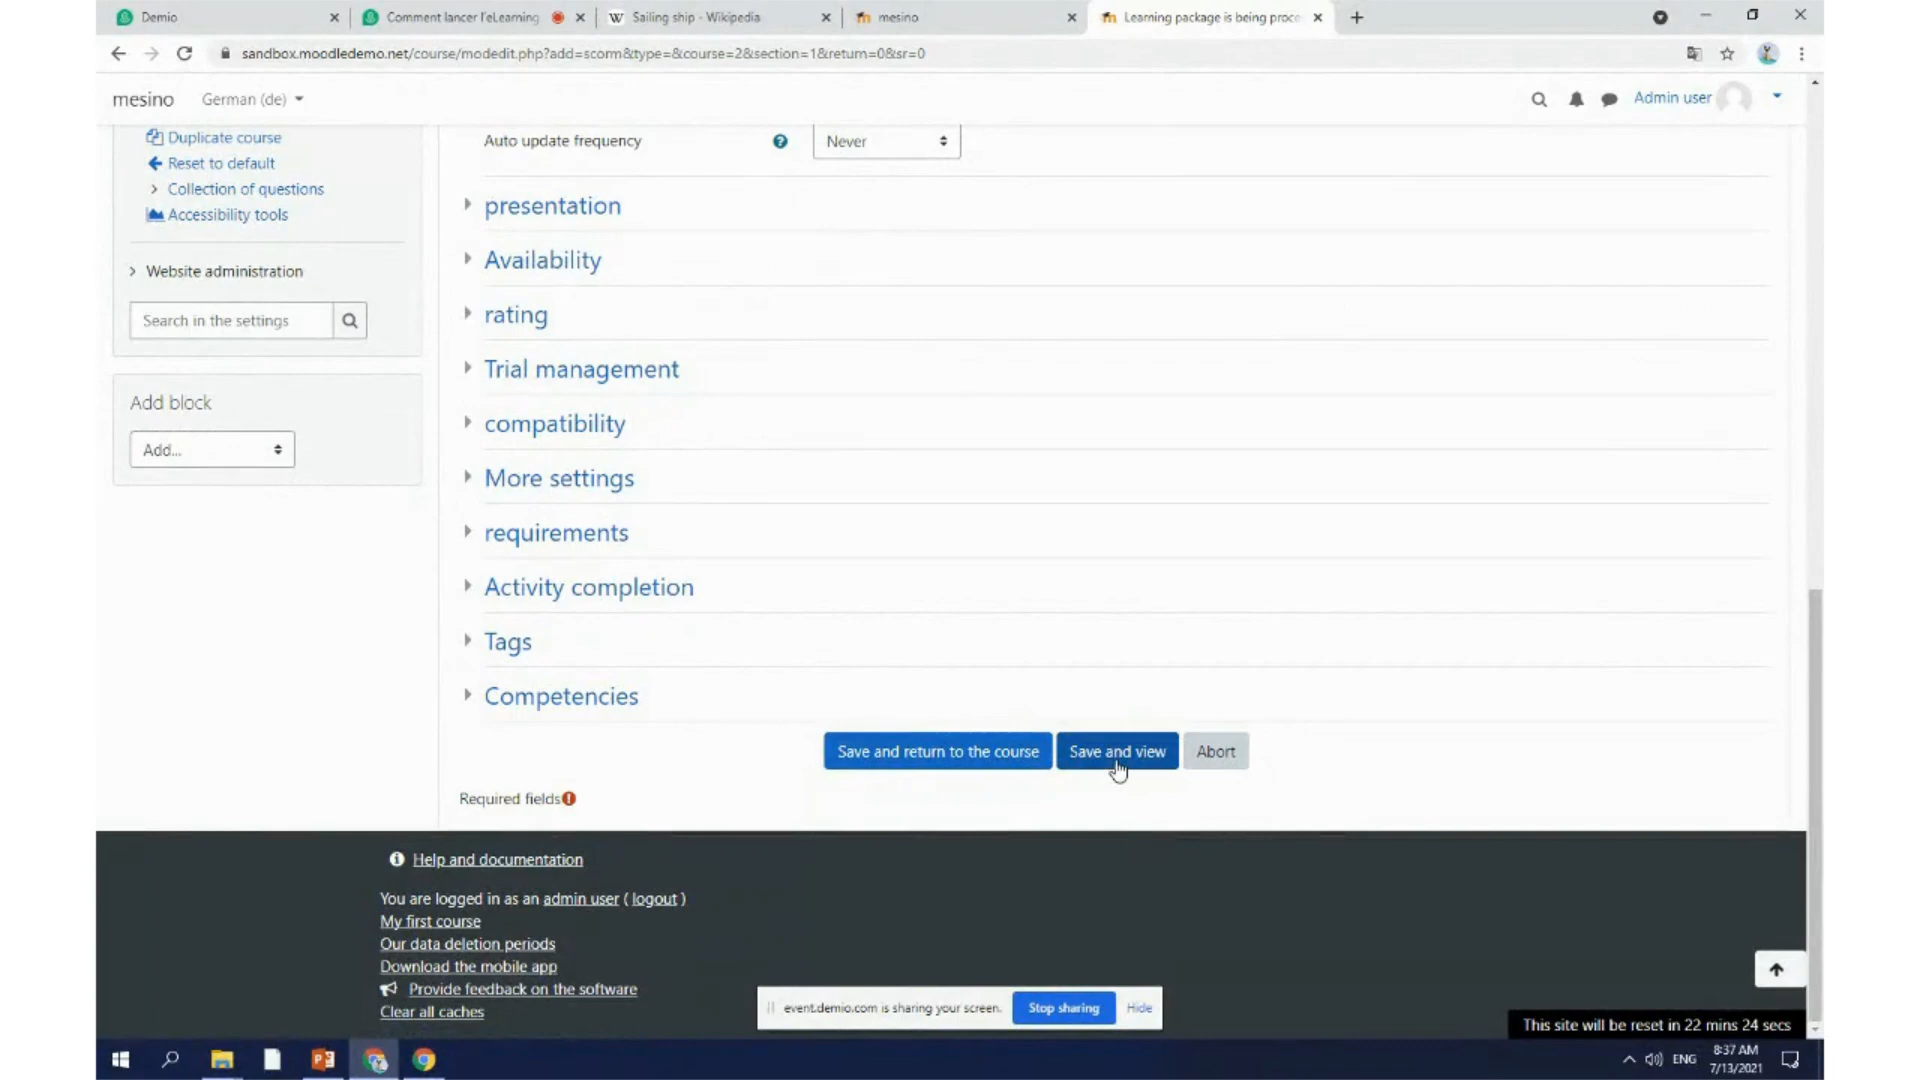 Demio
Comment lancer l'eLearning
Sailing ship - Wikipedia
mesino
Learning package is being proce
sandbox.moodledemo.net/course/modedit.php?add=scorm&type=&course=2&section=1&return=0&sr=0
mesino
German (de)
Admin user
Duplicate course
Reset to default
Collection of questions
Accessibility tools
Website administration
Search in the settings
Add block
Add...
Auto update frequency
Never
presentation
Availability
rating
Trial management
compatibility
More settings
requirements
Activity completion
Tags
Competencies
Save and return to the course
Save and view
Abort
Required fields
Help and documentation
You are logged in as an admin user ( logout )
My first course
Our data deletion periods
Download the mobile app
Provide feedback on the software
Clear all caches
event.demio.com is sharing your screen.
Stop sharing
Hide
This site will be reset in 22 mins 24 secs
ENG
8:37 AM
7/13/2021